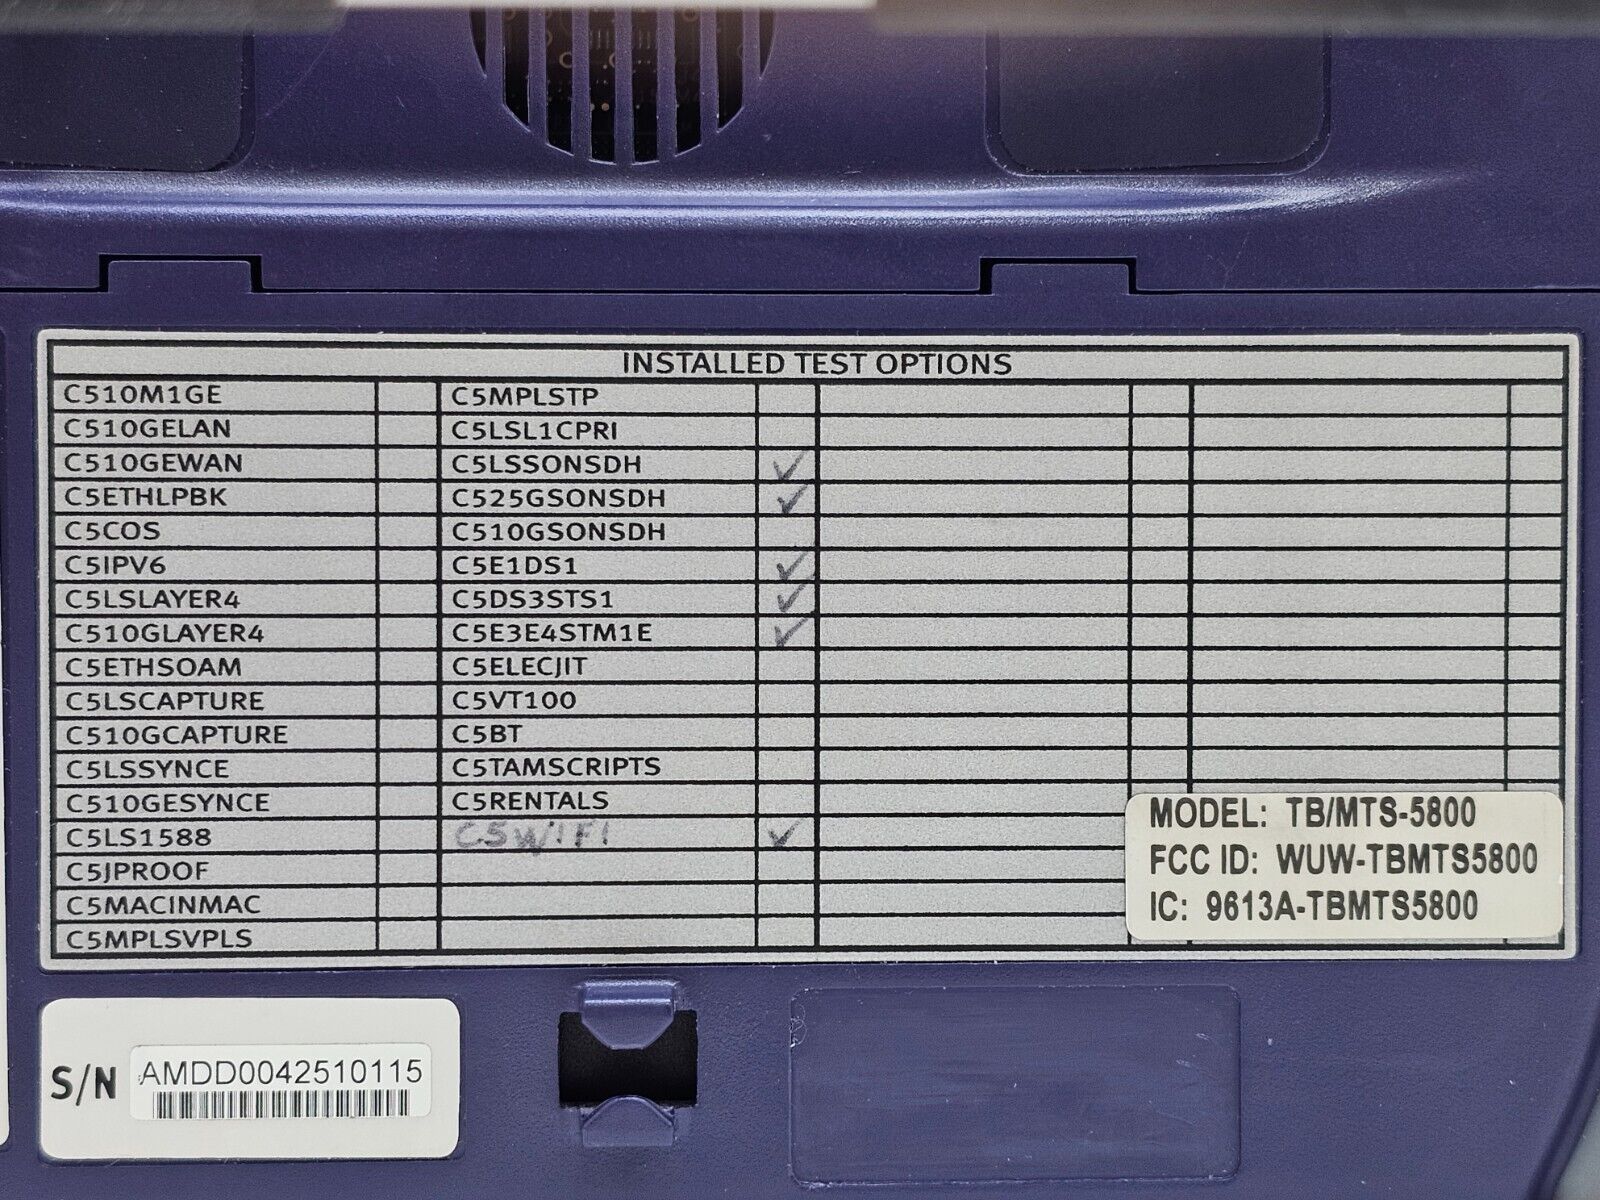 INSTALLED TEST OPTIONS
C510M1GE
C510GELAN
C510GEWAN
C5ETHLPBK
C5COS
C5IPV6
C5LSLAYER4
C510GLAYER4
C5ETHSOAM
C5LSCAPTURE
C510GCAPTURE
C5LSSYNCE
C510GESYNCE
C5LS1588
C5JPROOF
C5MACINMAC
C5MPLSVPLS
C5MPLSTP
C5LSL1CPRI
C5LSSONSDH ✓
C525GSONSDH ✓
C510GSONSDH
C5E1DS1 ✓
C5DS3STS1 ✓
C5E3E4STM1E ✓
C5ELECJIT
C5VT100
C5BT
C5TAMSCRIPTS
C5RENTALS
C5WIFI ✓
MODEL: TB/MTS-5800
FCC ID: WUW-TBMTS5800
IC: 9613A-TBMTS5800
S/N AMDD0042510115